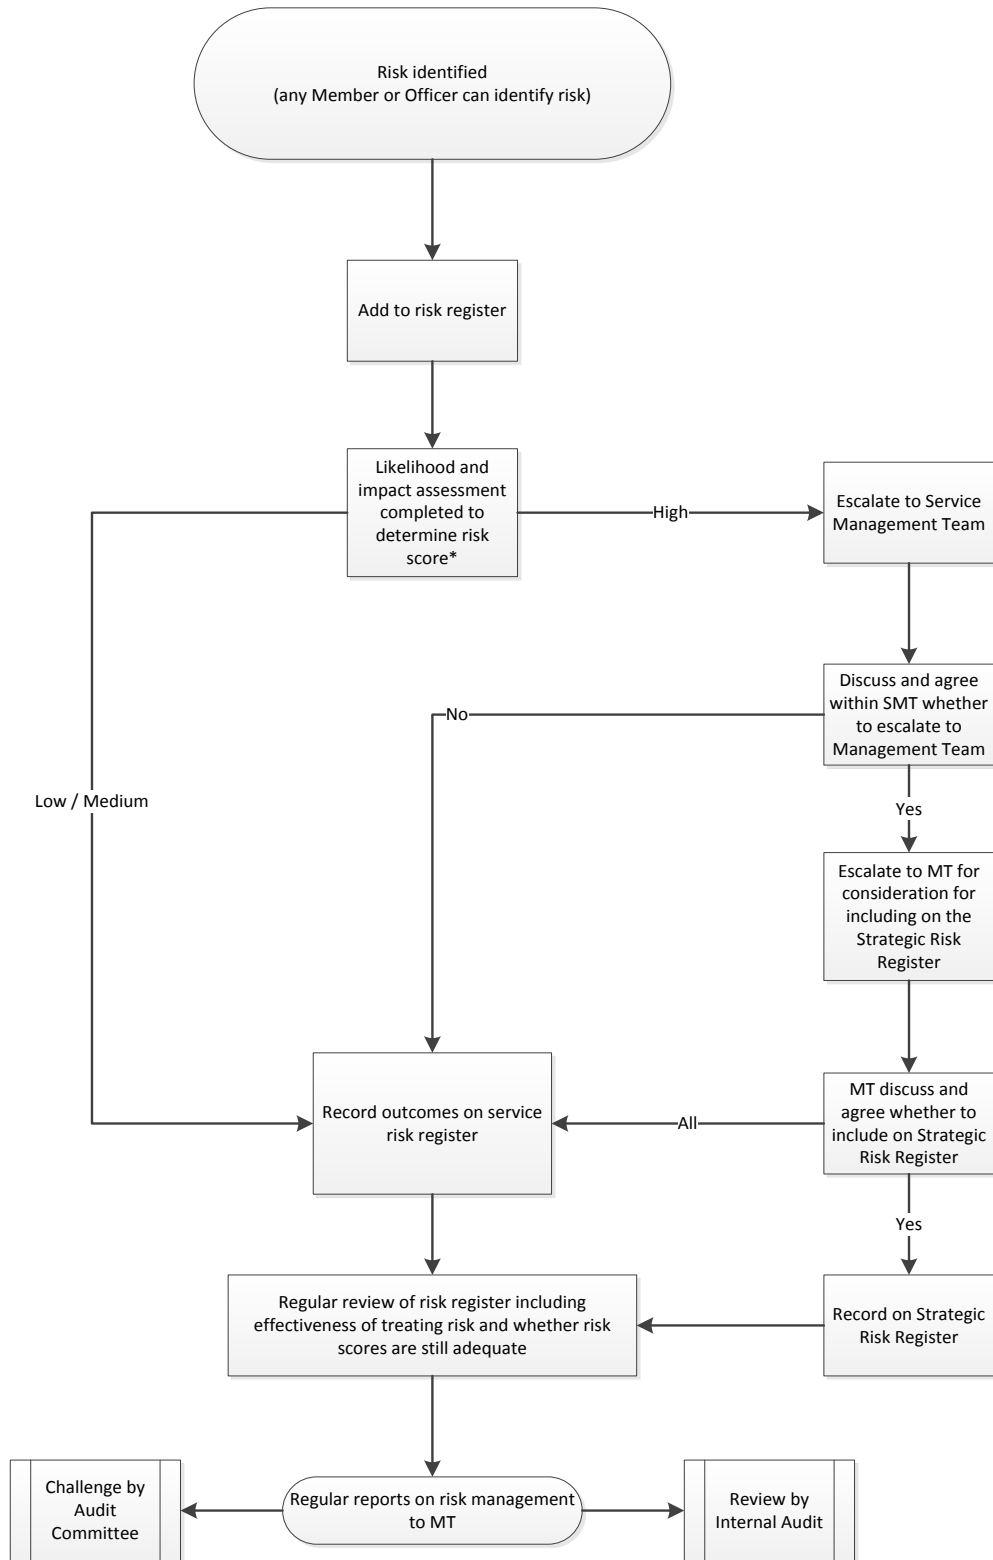 Risk identified
(any Member or Officer can identify risk)
Add to risk register
Likelihood and
impact assessment
completed to
determine risk
score*
High
Escalate to Service
Management Team
Discuss and agree
within SMT whether
to escalate to
Management Team
No
Yes
Low / Medium
Escalate to MT for
consideration for
including on the
Strategic Risk
Register
MT discuss and
agree whether to
include on Strategic
Risk Register
All
Record outcomes on service
risk register
Yes
Regular review of risk register including
effectiveness of treating risk and whether risk
scores are still adequate
Record on Strategic
Risk Register
Challenge by
Audit
Committee
Regular reports on risk management
to MT
Review by
Internal Audit